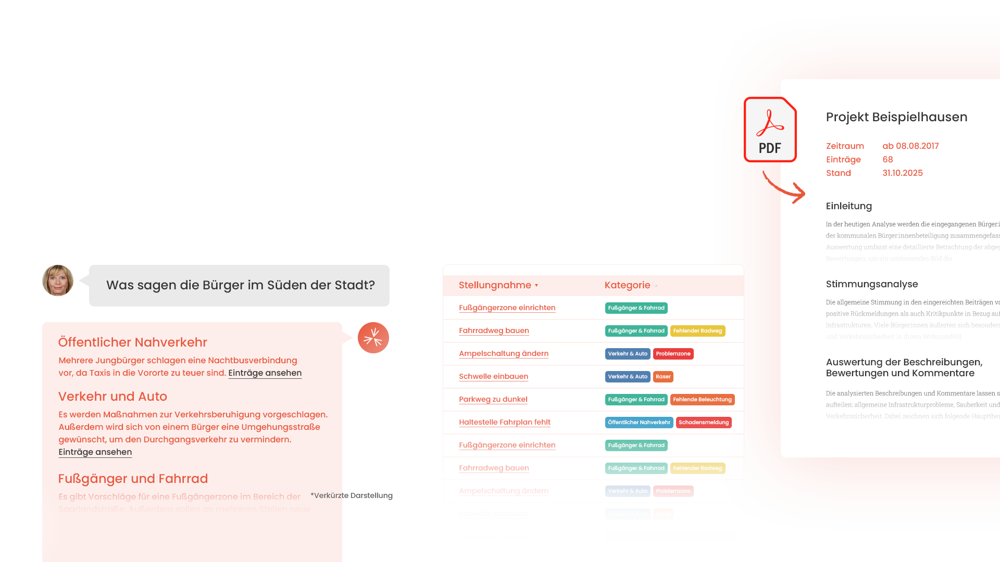 Was sagen die Bürger im Süden der Stadt?
Öffentlicher Nahverkehr
Mehrere Jungbürger schlagen eine Nachtbusverbindung
vor, da Taxis in die Vororte zu teuer sind. Einträge ansehen
Verkehr und Auto
Es werden Maßnahmen zur Verkehrsberuhigung vorgeschlagen.
Außerdem wird sich von einem Bürger eine Umgehungsstraße
gewünscht, um den Durchgangsverkehr zu vermindern.
Einträge ansehen
Fußgänger und Fahrrad
Es gibt Vorschläge für eine Fußgängerzone im Bereich der
Saarlandstraße. Außerdem sollen an mehreren Stellen neue
*Verkürzte Darstellung
Stellungnahme Kategorie
Fußgängerzone einrichten Fußgänger & Fahrrad
Fahrradweg bauen Fußgänger & Fahrrad Fehlender Radweg
Ampelschaltung ändern Verkehr & Auto Problemzone
Schwelle einbauen Verkehr & Auto Raser
Parkweg zu dunkel Fußgänger & Fahrrad Fehlende Beleuchtung
Haltestelle Fahrplan fehlt Öffentlicher Nahverkehr Schadensmeldung
Fußgängerzone einrichten Fußgänger & Fahrrad
Fahrradweg bauen Fußgänger & Fahrrad Fehlender Radweg
Ampelschaltung ändern Verkehr & Auto Problemzone
Schwelle einbauen Verkehr & Auto
PDF
Projekt Beispielhausen
Zeitraum ab 08.08.2017
Einträge 68
Stand 31.10.2025
Einleitung
In der heutigen Analyse werden die eingegangenen Bürger:i
der kommunalen Bürger:innenbeteiligung zusammengefass
Auswertung umfasst eine detaillierte Betrachtung der abgeg
Bewertungen, um ein umfassendes Bild der
Stimmungsanalyse
Die allgemeine Stimmung in den eingereichten Beiträgen va
positive Rückmeldungen als auch Kritikpunkte in Bezug auf
Infrastrukturen. Viele Bürger:innen äußerten sich besonders
und Verkehrssicherheit in ihrem Wohnumfeld.
Auswertung der Beschreibungen,
Bewertungen und Kommentare
Die analysierten Beschreibungen und Kommentare lassen s
aufteilen: allgemeine Infrastrukturprobleme, Sauberkeit und
Verkehrssicherheit. Dabei zeichnen sich folgende Hauptthe